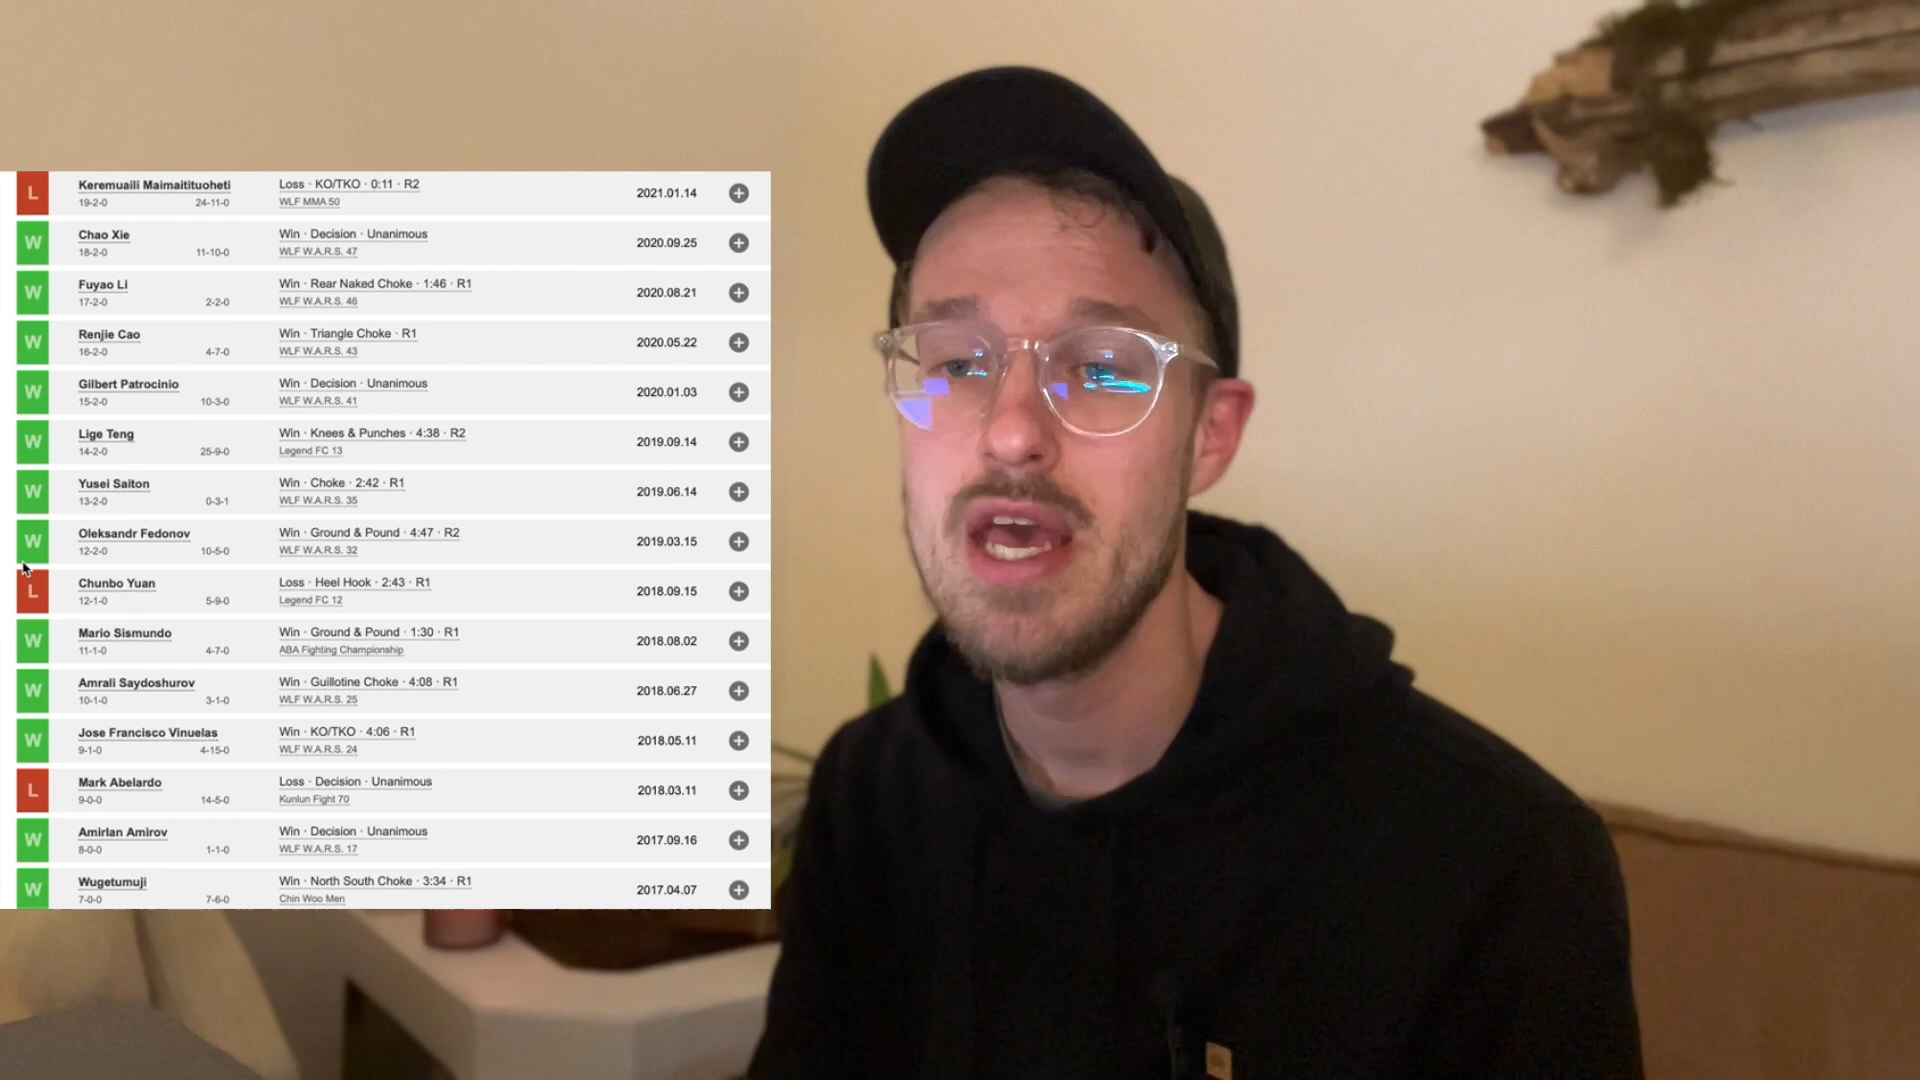 L Keremuaili Maimaitituoheti Loss · KO/TKO · 0:11 · R2 2021.01.14
19-2-0 24-11-0 WLF MMA 50
W Chao Xie Win · Decision · Unanimous 2020.09.25
18-2-0 11-10-0 WLF W.A.R.S. 47
W Fuyao Li Win · Rear Naked Choke · 1:46 · R1 2020.08.21
17-2-0 2-2-0 WLF W.A.R.S. 46
W Renjie Cao Win · Triangle Choke · R1 2020.05.22
16-2-0 4-7-0 WLF W.A.R.S. 43
W Gilbert Patrocinio Win · Decision · Unanimous 2020.01.03
15-2-0 10-3-0 WLF W.A.R.S. 41
W Lige Teng Win · Knees & Punches · 4:38 · R2 2019.09.14
14-2-0 25-9-0 Legend FC 13
W Yusei Saiton Win · Choke · 2:42 · R1 2019.06.14
13-2-0 0-3-1 WLF W.A.R.S. 35
W Oleksandr Fedonov Win · Ground & Pound · 4:47 · R2 2019.03.15
12-2-0 10-5-0 WLF W.A.R.S. 32
L Chunbo Yuan Loss · Heel Hook · 2:43 · R1 2018.09.15
12-1-0 5-9-0 Legend FC 12
W Mario Sismundo Win · Ground & Pound · 1:30 · R1 2018.08.02
11-1-0 4-7-0 ABA Fighting Championship
W Amrali Saydoshurov Win · Guillotine Choke · 4:08 · R1 2018.06.27
10-1-0 3-1-0 WLF W.A.R.S. 25
W Jose Francisco Vinuelas Win · KO/TKO · 4:06 · R1 2018.05.11
9-1-0 4-15-0 WLF W.A.R.S. 24
L Mark Abelardo Loss · Decision · Unanimous 2018.03.11
9-0-0 14-5-0 Kunlun Fight 70
W Amirlan Amirov Win · Decision · Unanimous 2017.09.16
8-0-0 1-1-0 WLF W.A.R.S. 17
W Wugetumuji Win · North South Choke · 3:34 · R1 2017.04.07
7-0-0 7-6-0 Chin Woo Men